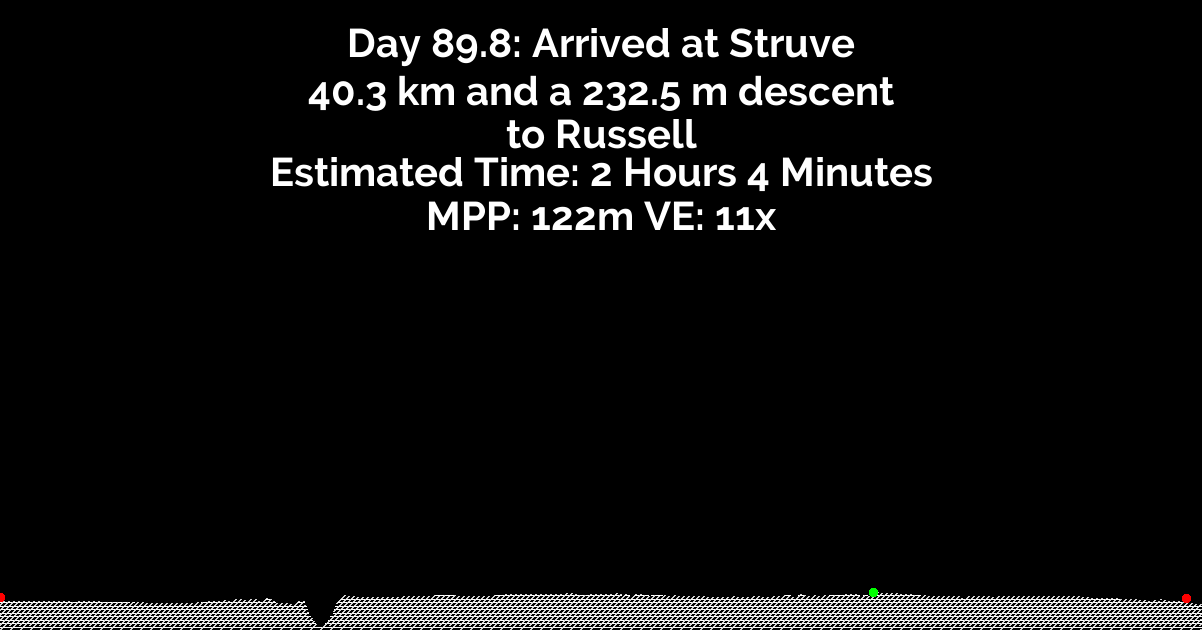 Day 89.8: Arrived at Struve
40.3 km and a 232.5 m descent
to Russell
Estimated Time: 2 Hours 4 Minutes
MPP: 122m VE: 11x